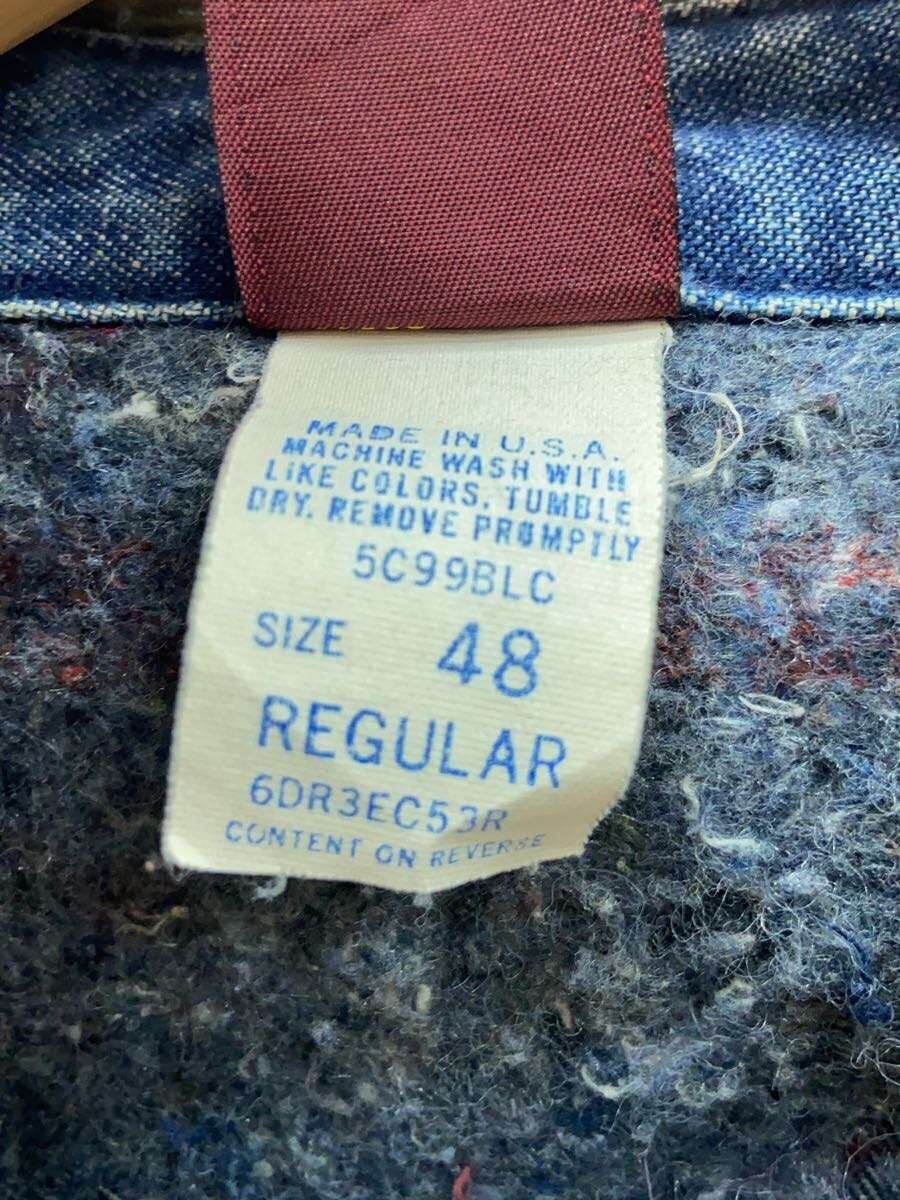 MADE IN U.S.A.
MACHINE WASH WITH
LIKE COLORS. TUMBLE
DRY. REMOVE PROMPTLY
5C99BLC
SIZE 48
REGULAR
6DR3EC53R
CONTENT ON REVERSE